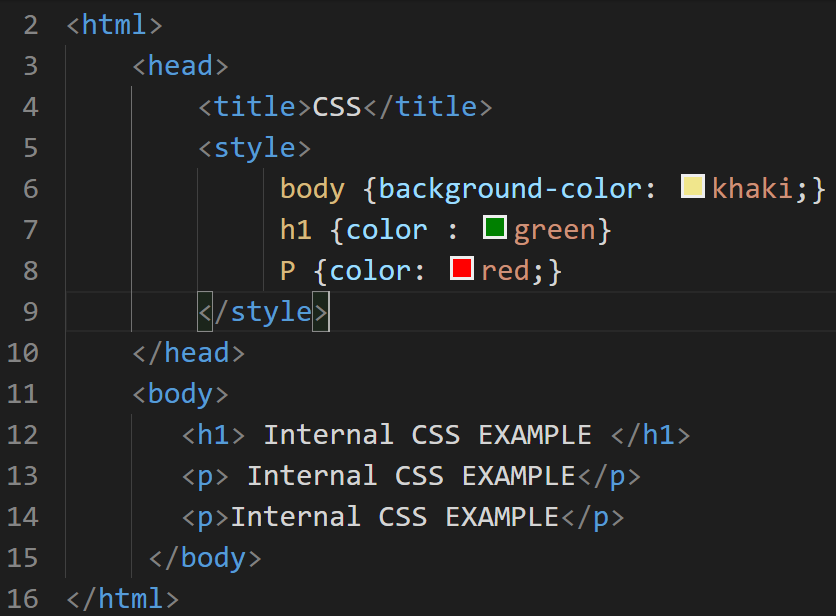 2 <html>
3 <head>
4 <title>CSS</title>
5 <style>
6 body {background-color: khaki;}
7 h1 {color : green}
8 P {color: red;}
9 </style>
10 </head>
11 <body>
12 <h1> Internal CSS EXAMPLE </h1>
13 <p> Internal CSS EXAMPLE</p>
14 <p>Internal CSS EXAMPLE</p>
15 </body>
16 </html>